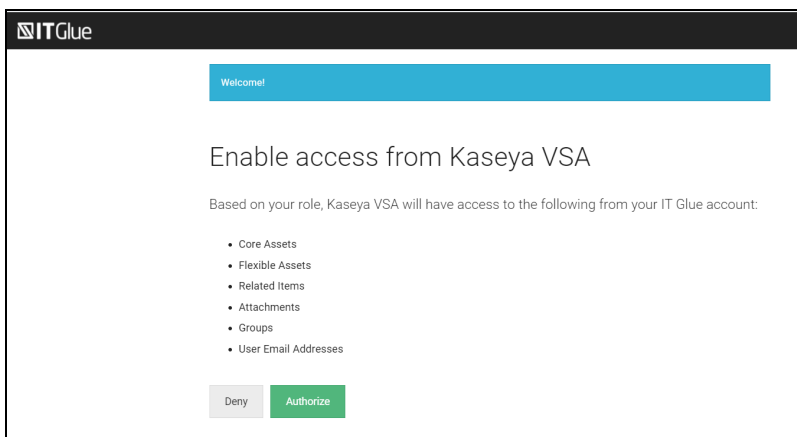 ITGlue
Welcome!
Enable access from Kaseya VSA
Based on your role, Kaseya VSA will have access to the following from your IT Glue account:
• Core Assets
• Flexible Assets
• Related Items
• Attachments
• Groups
• User Email Addresses
Deny Authorize